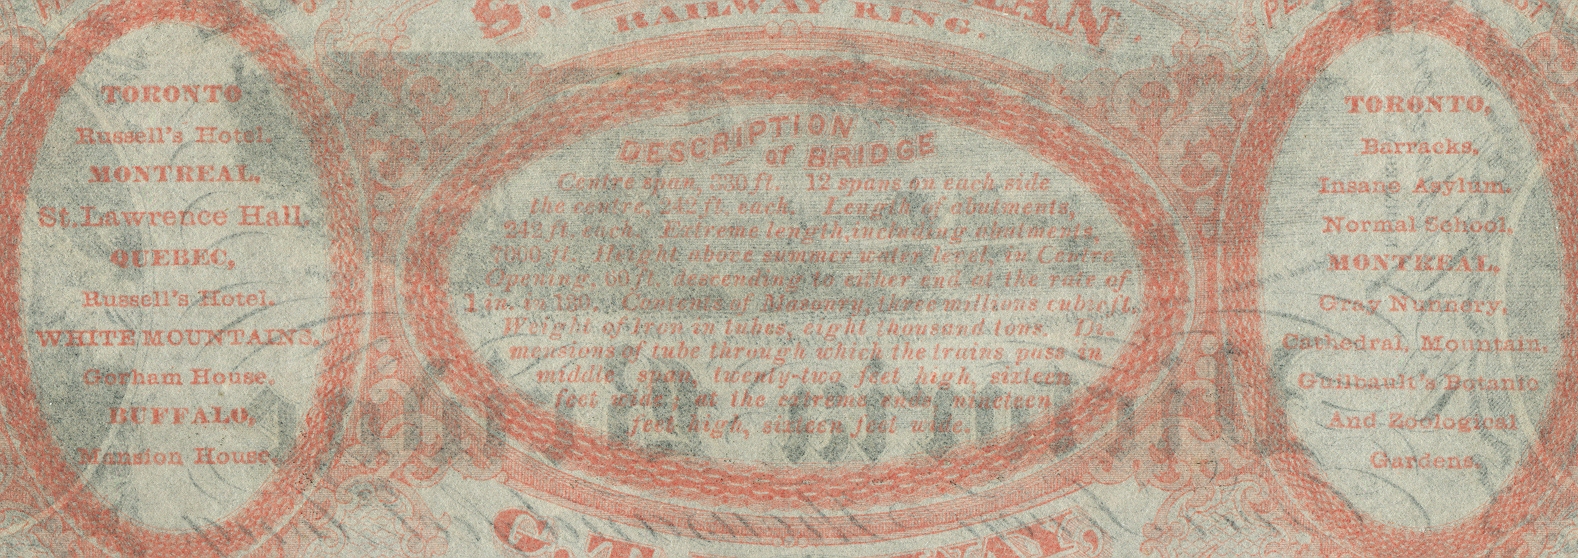 RAILWAY KING.
TORONTO
Russell's Hotel.
MONTREAL,
St. Lawrence Hall,
QUEBEC,
Russell's Hotel.
WHITE MOUNTAINS,
Gorham House,
BUFFALO,
Mansion House
DESCRIPTION
of BRIDGE
Centre span, 330 ft. 12 spans on each side
the centre, 242 ft. each. Length of abutments,
242 ft. each. Extreme length, including abutments,
7000 ft. Height above summer water level, in Centre
Opening, 60 ft. descending to either end at the rate of
1 in. in 130. Contents of Masonry, three millions cubic ft.
Weight of iron in tubes, eight thousand tons. Di-
mensions of tube through which the trains pass in
middle span, twenty-two feet high, sixteen
feet wide; at the extreme ends, nineteen
feet high, sixteen feet wide.
TORONTO,
Barracks,
Insane Asylum.
Normal School,
MONTREAL,
Gray Nunnery,
Cathedral, Mountain,
Guilbault's Botanic
And Zoological
Gardens.
G.T.